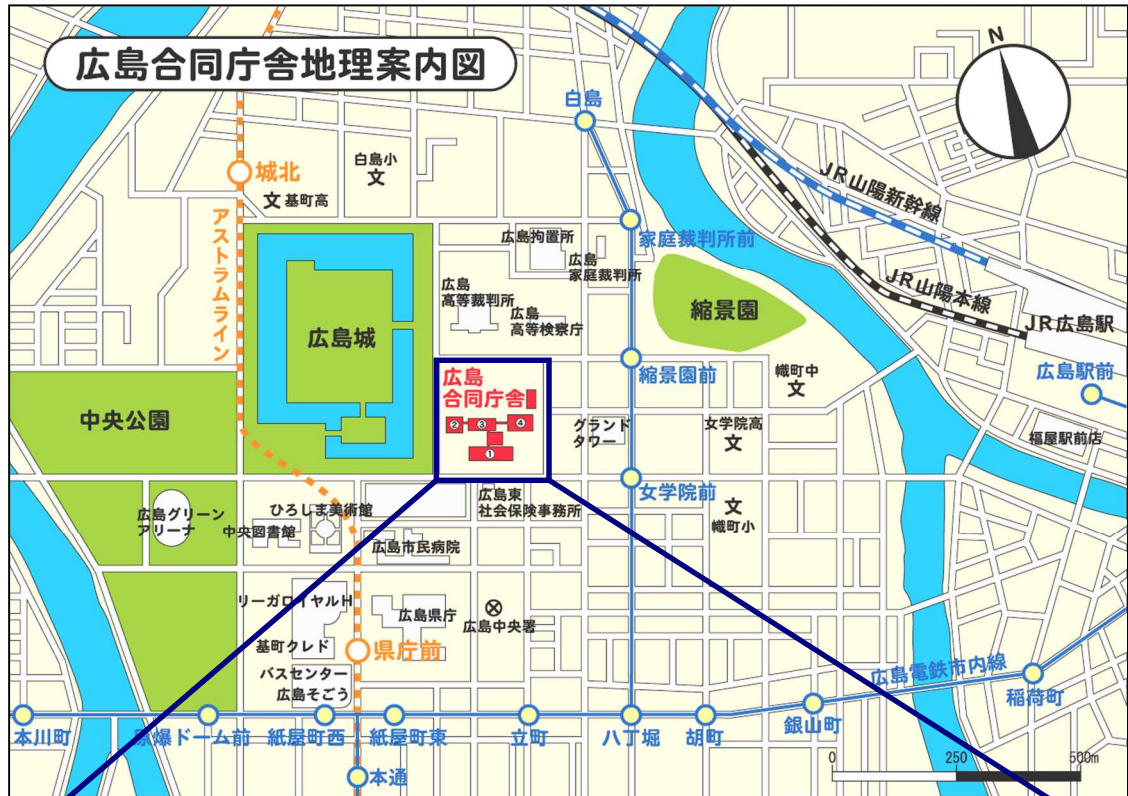 広島合同庁舎地理案内図
N
白島
城北
白島小
文
文 基町高
アストラムライン
JR山陽新幹線
JR山陽本線
JR広島駅
広島駅前
福屋駅前店
広島拘置所
広島
家庭裁判所
家庭裁判所前
広島
高等裁判所
広島
高等検察庁
縮景園
広島城
中央公園
広島
合同庁舎
② ③ ④
①
縮景園前
幟町中
文
グランド
タワー
女学院高
文
女学院前
文
幟町小
広島東
社会保険事務所
広島グリーン
アリーナ
ひろしま美術館
中央図書館
広島市民病院
リーガロイヤルH
広島県庁
広島中央署
基町クレド
県庁前
バスセンター
広島そごう
広島電鉄市内線
稲荷町
銀山町
本川町
原爆ドーム前
紙屋町西
紙屋町東
立町
八丁堀
胡町
本通
0 250 500m